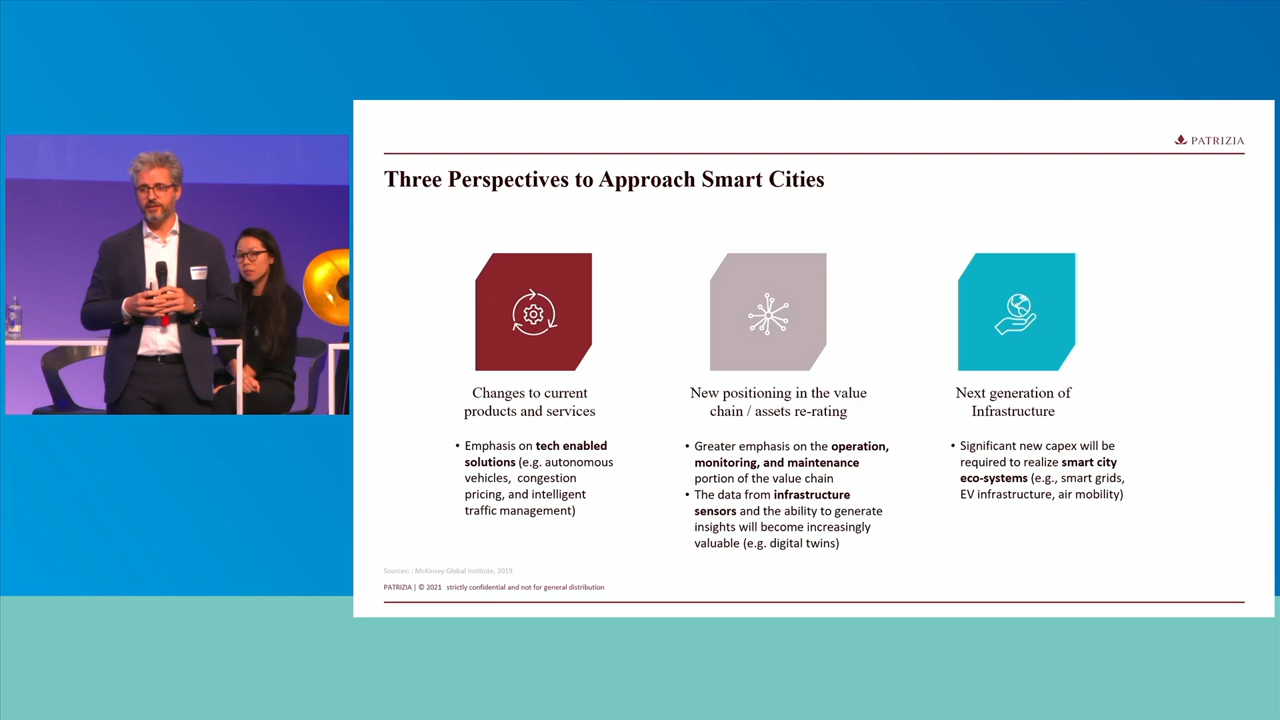 PATRIZIA
Three Perspectives to Approach Smart Cities
Changes to current
products and services
• Emphasis on tech enabled
solutions (e.g. autonomous
vehicles, congestion
pricing, and intelligent
traffic management)
New positioning in the value
chain / assets re-rating
• Greater emphasis on the operation,
monitoring, and maintenance
portion of the value chain
• The data from infrastructure
sensors and the ability to generate
insights will become increasingly
valuable (e.g. digital twins)
Next generation of
Infrastructure
• Significant new capex will be
required to realize smart city
eco-systems (e.g., smart grids,
EV infrastructure, air mobility)
Sources: : McKinsey Global Institute, 2019
PATRIZIA | © 2021 strictly confidential and not for general distribution